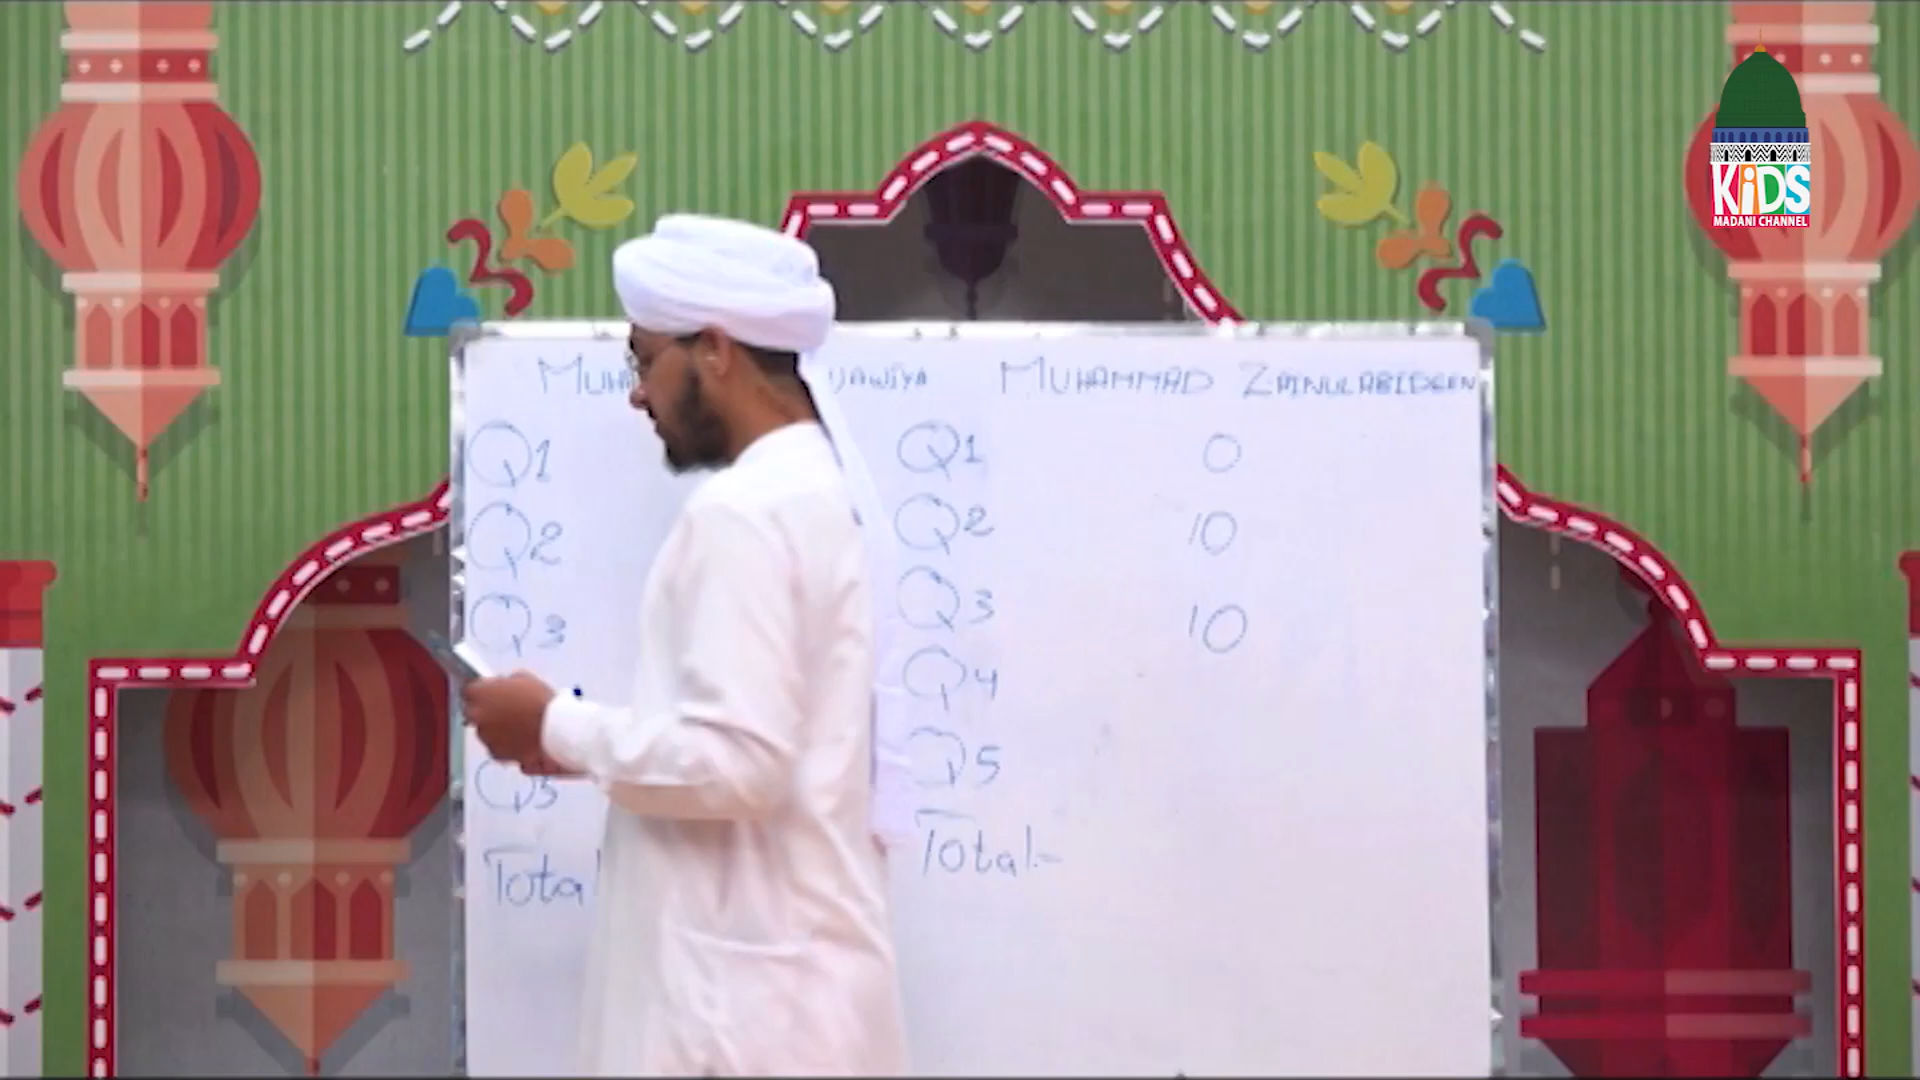 KiDS
MADANI CHANNEL
MUHAMMAD ZAINULABIDEEN
Q1
Q2
Q3
Q5
Total
Q1 0
Q2 10
Q3 10
Q4
Q5
Total:-